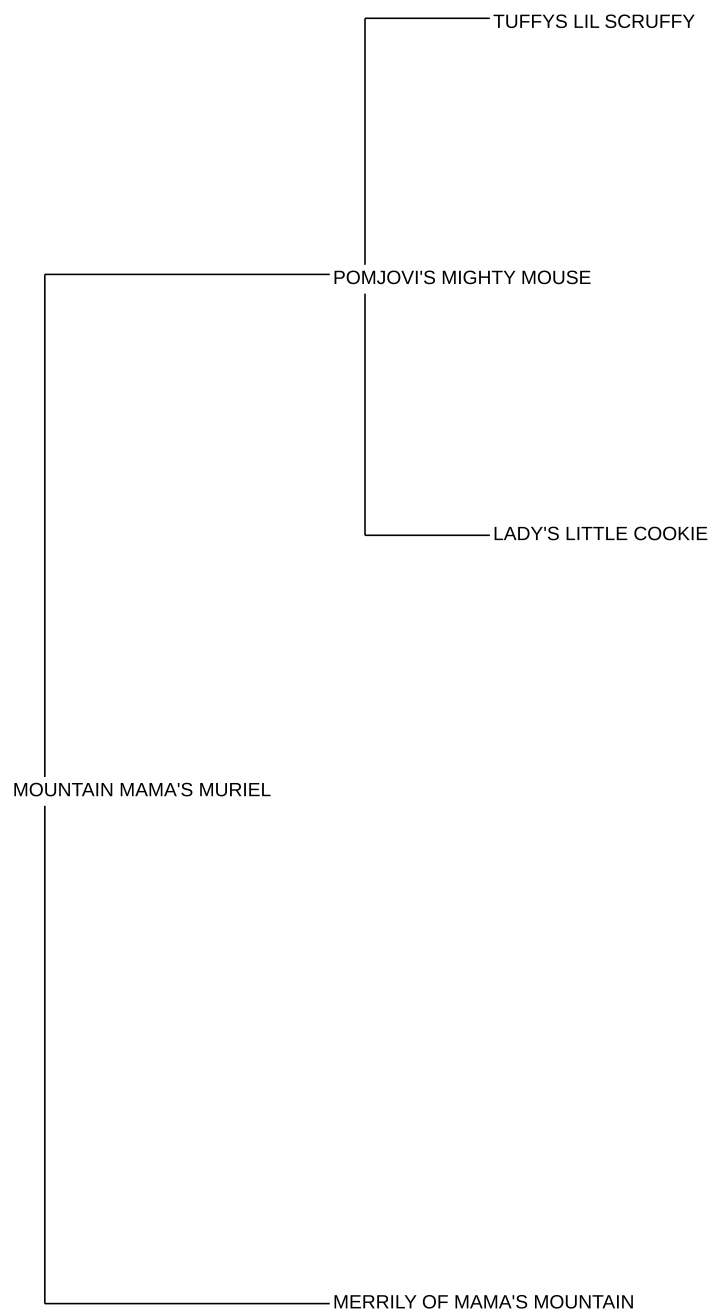 TUFFYS LIL SCRUFFY
POMJOVI'S MIGHTY MOUSE
LADY'S LITTLE COOKIE
MOUNTAIN MAMA'S MURIEL
MERRILY OF MAMA'S MOUNTAIN